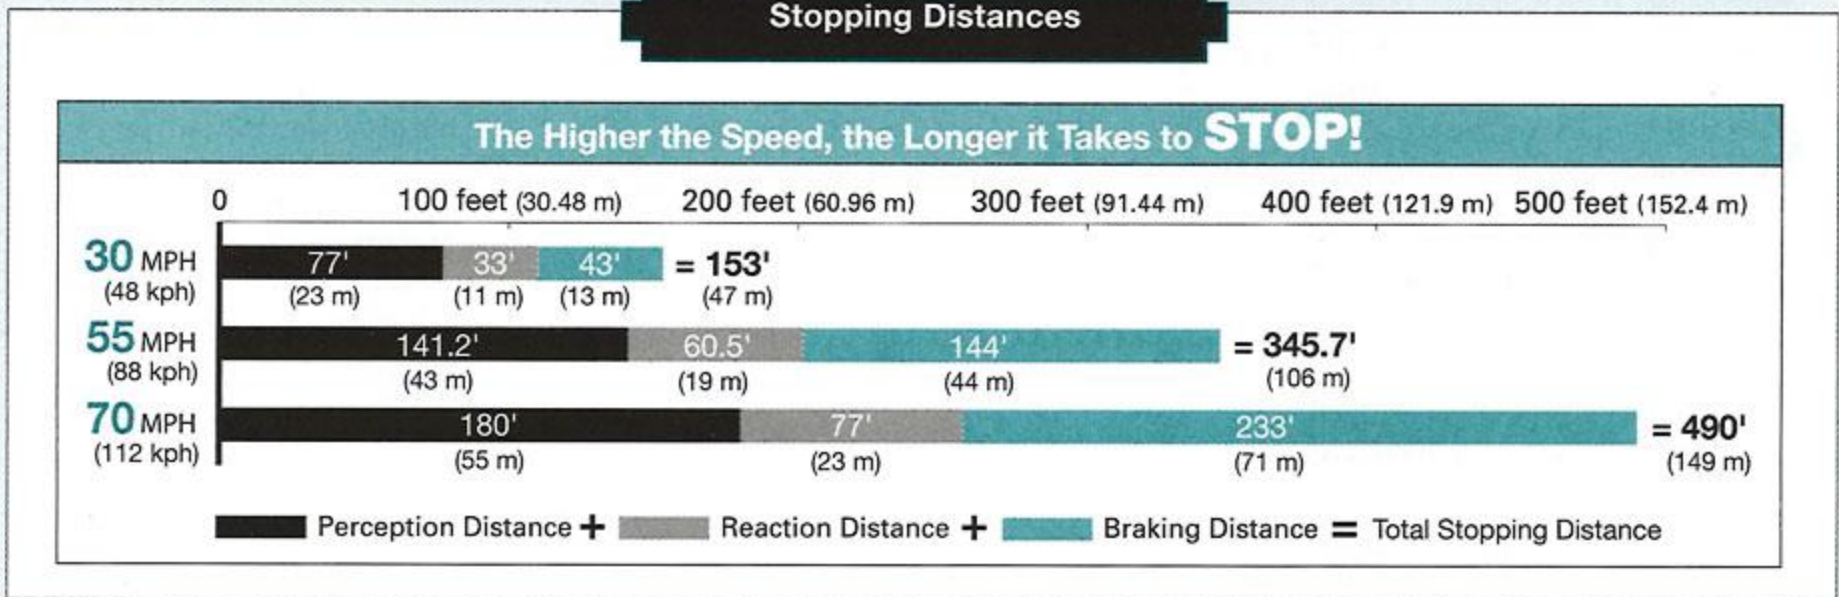 Stopping Distances
The Higher the Speed, the Longer it Takes to STOP!
0 100 feet (30.48 m) 200 feet (60.96 m) 300 feet (91.44 m) 400 feet (121.9 m) 500 feet (152.4 m)
30 MPH 77' 33' 43' = 153'
(48 kph) (23 m) (11 m) (13 m) (47 m)
55 MPH 141.2' 60.5' 144' = 345.7'
(88 kph) (43 m) (19 m) (44 m) (106 m)
70 MPH 180' 77' 233' = 490'
(112 kph) (55 m) (23 m) (71 m) (149 m)
Perception Distance + Reaction Distance + Braking Distance = Total Stopping Distance